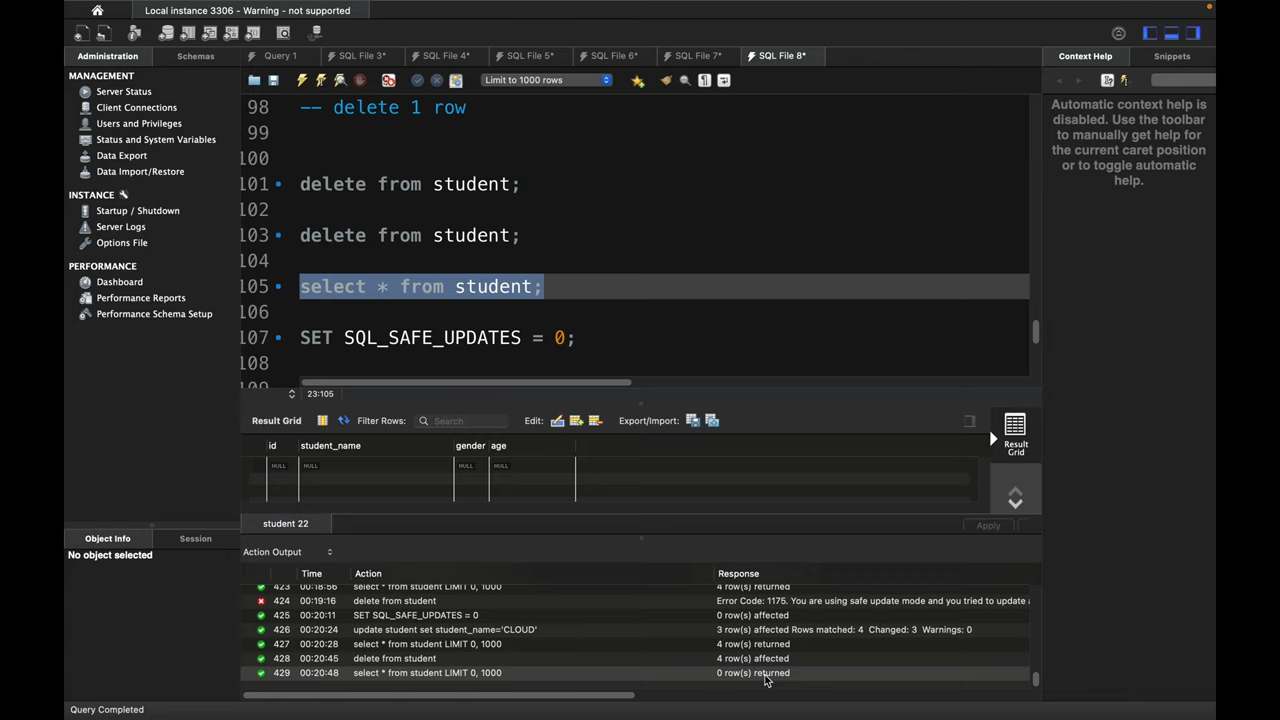 Local instance 3306 - Warning - not supported
Administration Schemas Query 1 SQL File 3* SQL File 4* SQL File 5* SQL File 6* SQL File 7* SQL File 8* Context Help Snippets
MANAGEMENT
Server Status
Client Connections
Users and Privileges
Status and System Variables
Data Export
Data Import/Restore
INSTANCE
Startup / Shutdown
Server Logs
Options File
PERFORMANCE
Dashboard
Performance Reports
Performance Schema Setup
Limit to 1000 rows
98 -- delete 1 row
99
100
101 delete from student;
102
103 delete from student;
104
105 select * from student;
106
107 SET SQL_SAFE_UPDATES = 0;
108
109
23:105
Automatic context help is
disabled. Use the toolbar
to manually get help for
the current caret position
or to toggle automatic
help.
Result Grid Filter Rows: Search Edit: Export/Import:
id student_name gender age
NULL NULL NULL NULL
Result
Grid
student 22 Apply
Object Info Session
No object selected
Action Output
Time Action Response
423 00:18:56 select * from student LIMIT 0, 1000 4 row(s) returned
424 00:19:16 delete from student Error Code: 1175. You are using safe update mode and you tried to update a
425 00:20:11 SET SQL_SAFE_UPDATES = 0 0 row(s) affected
426 00:20:24 update student set student_name='CLOUD' 3 row(s) affected Rows matched: 4 Changed: 3 Warnings: 0
427 00:20:28 select * from student LIMIT 0, 1000 4 row(s) returned
428 00:20:45 delete from student 4 row(s) affected
429 00:20:48 select * from student LIMIT 0, 1000 0 row(s) returned
Query Completed